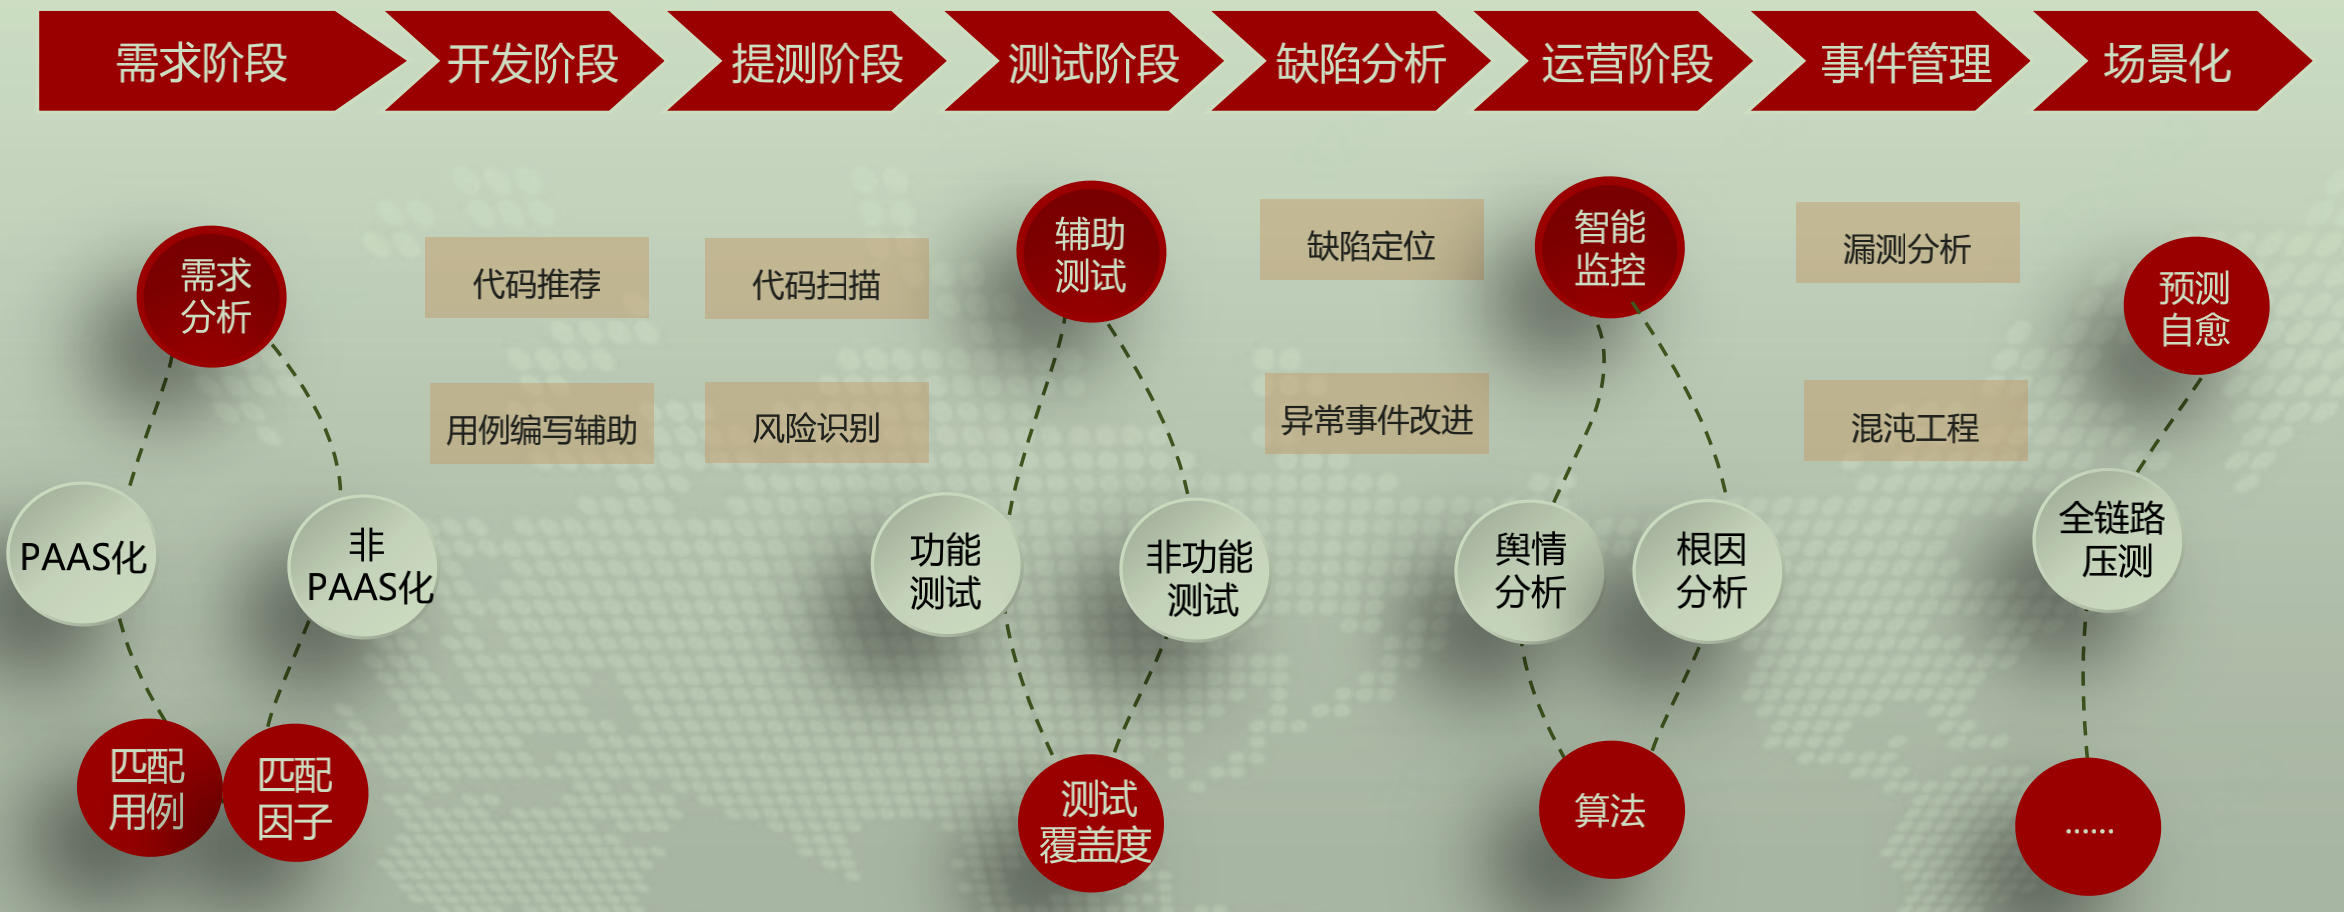 需求阶段
开发阶段
提测阶段
测试阶段
缺陷分析
运营阶段
事件管理
场景化
需求
分析
PAAS化
非
PAAS化
匹配
用例
匹配
因子
代码推荐
用例编写辅助
代码扫描
风险识别
辅助
测试
功能
测试
非功能
测试
测试
覆盖度
缺陷定位
异常事件改进
智能
监控
舆情
分析
根因
分析
算法
漏测分析
混沌工程
预测
自愈
全链路
压测
......